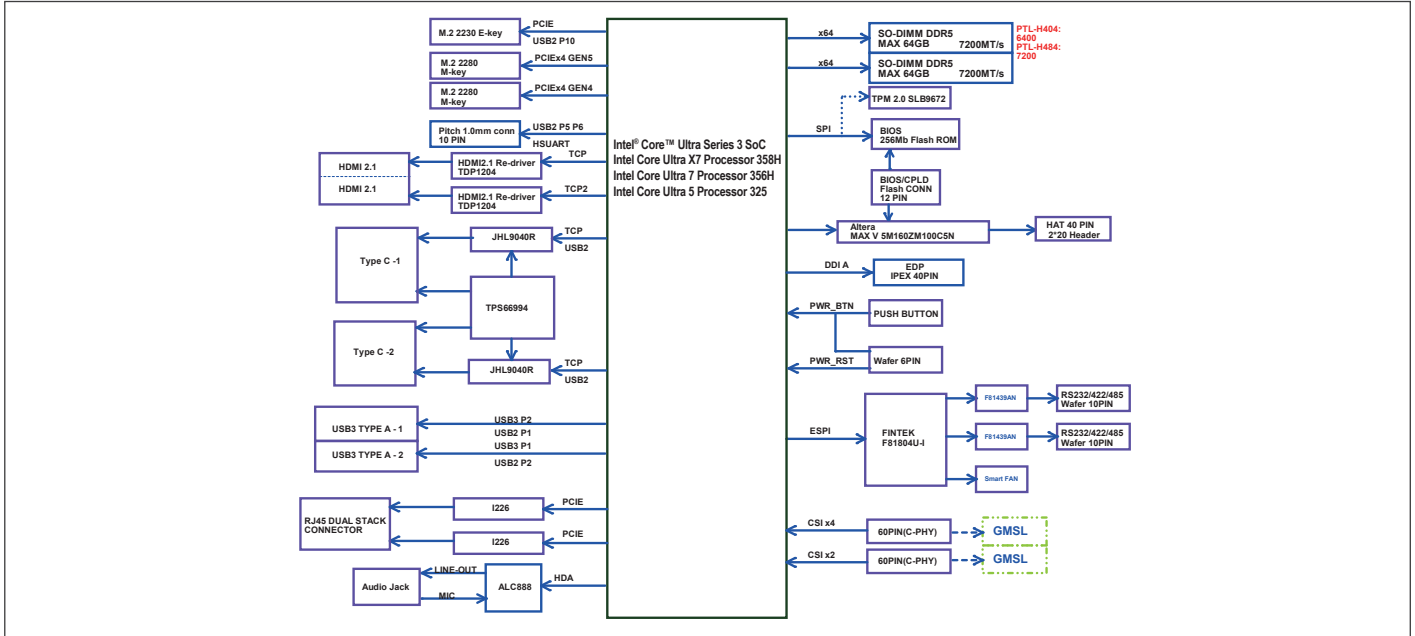 M.2 2230 E-key
PCIE
USB2 P10
M.2 2280
M-key
PCIEx4 GEN5
M.2 2280
M-key
PCIEx4 GEN4
Pitch 1.0mm conn
10 PIN
USB2 P5 P6
HSUART
HDMI 2.1
HDMI 2.1
HDMI2.1 Re-driver
TDP1204
TCP
HDMI2.1 Re-driver
TDP1204
TCP2
Type C -1
JHL9040R
TCP
USB2
TPS66994
Type C -2
JHL9040R
TCP
USB2
USB3 TYPE A - 1
USB3 P2
USB2 P1
USB3 TYPE A - 2
USB3 P1
USB2 P2
RJ45 DUAL STACK
CONNECTOR
I226
PCIE
I226
PCIE
Audio Jack
LINE-OUT
MIC
ALC888
HDA
Intel® Core™ Ultra Series 3 SoC
Intel Core Ultra X7 Processor 358H
Intel Core Ultra 7 Processor 356H
Intel Core Ultra 5 Processor 325
x64
SO-DIMM DDR5
MAX 64GB 7200MT/s
x64
SO-DIMM DDR5
MAX 64GB 7200MT/s
PTL-H404:
6400
PTL-H484:
7200
TPM 2.0 SLB9672
SPI
BIOS
256Mb Flash ROM
BIOS/CPLD
Flash CONN
12 PIN
Altera
MAX V 5M160ZM100C5N
HAT 40 PIN
2*20 Header
DDI A
EDP
IPEX 40PIN
PWR_BTN
PUSH BUTTON
PWR_RST
Wafer 6PIN
ESPI
FINTEK
F81804U-I
F81439AN
RS232/422/485
Wafer 10PIN
F81439AN
RS232/422/485
Wafer 10PIN
Smart FAN
CSI x4
60PIN(C-PHY)
GMSL
CSI x2
60PIN(C-PHY)
GMSL